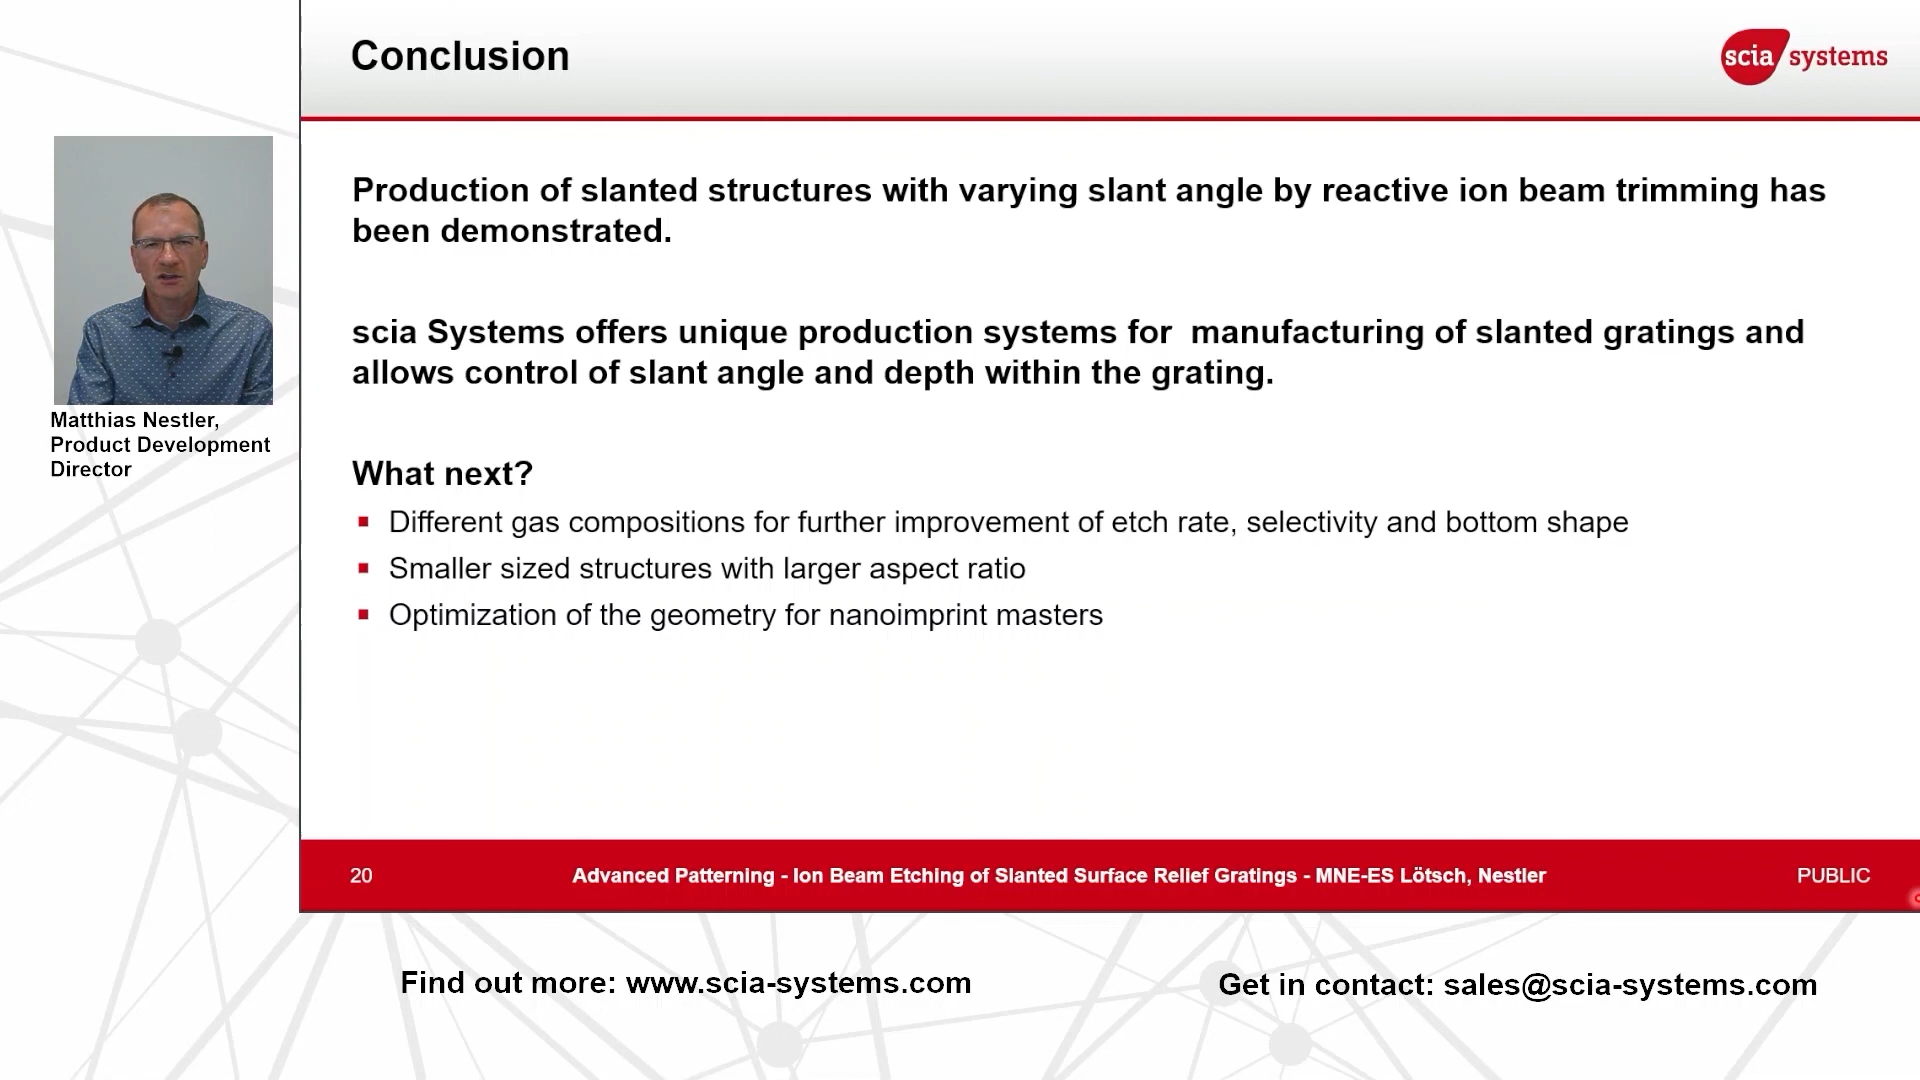 Conclusion
scia systems
Matthias Nestler,
Product Development
Director
Production of slanted structures with varying slant angle by reactive ion beam trimming has
been demonstrated.
scia Systems offers unique production systems for  manufacturing of slanted gratings and
allows control of slant angle and depth within the grating.
What next?
▪ Different gas compositions for further improvement of etch rate, selectivity and bottom shape
▪ Smaller sized structures with larger aspect ratio
▪ Optimization of the geometry for nanoimprint masters
20
Advanced Patterning - Ion Beam Etching of Slanted Surface Relief Gratings - MNE-ES Lötsch, Nestler
PUBLIC
Find out more: www.scia-systems.com
Get in contact: sales@scia-systems.com